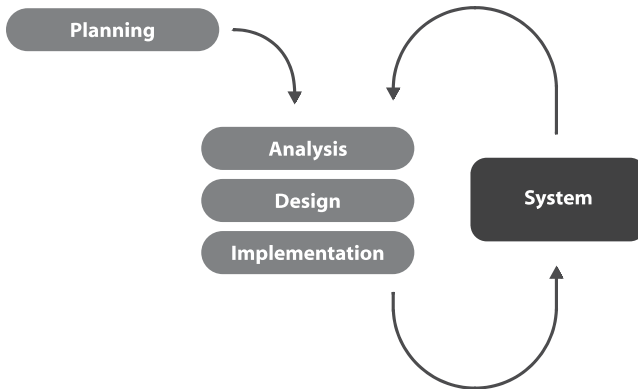 Planning
Analysis
Design
System
Implementation